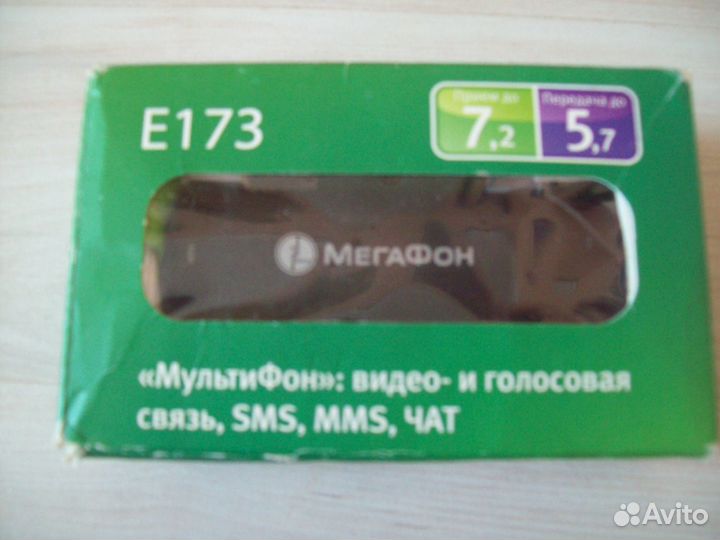 E173
Прием до
7,2
Передача до
5,7
МЕГАФОН
«МультиФон»: видео- и голосовая
связь, SMS, MMS, ЧАТ
Avito